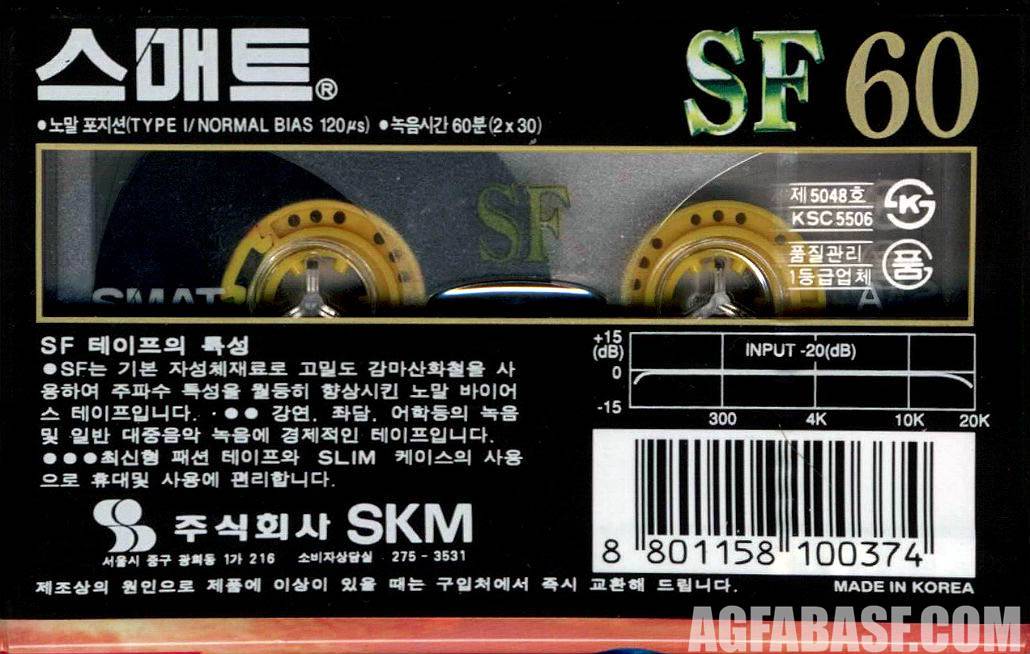 스매트®
SF 60
●노말 포지션(TYPE I/NORMAL BIAS 120μs) ●녹음시간 60분(2x30)
SF
제5048호
KSC5506
품질관리
1등급업체
품
SMAT
A
SF 테이프의 특성
●SF는 기본 자성체재료로 고밀도 감마산화철을 사
용하여 주파수 특성을 월등히 향상시킨 노말 바이어
스 테이프입니다. ·●● 강연, 좌담, 어학등의 녹음
및 일반 대중음악 녹음에 경제적인 테이프입니다.
●●●최신형 패션 테이프와 SLIM 케이스의 사용
으로 휴대및 사용에 편리합니다.
+15
(dB)
INPUT -20(dB)
0
-15
300 4K 10K 20K
주식회사 SKM
서울시 중구 광희동 1가 216 소비자상담실 275-3531
8 801158 100374
제조상의 원인으로 제품에 이상이 있을 때는 구입처에서 즉시 교환해 드립니다.
MADE IN KOREA
AGFABASE.COM